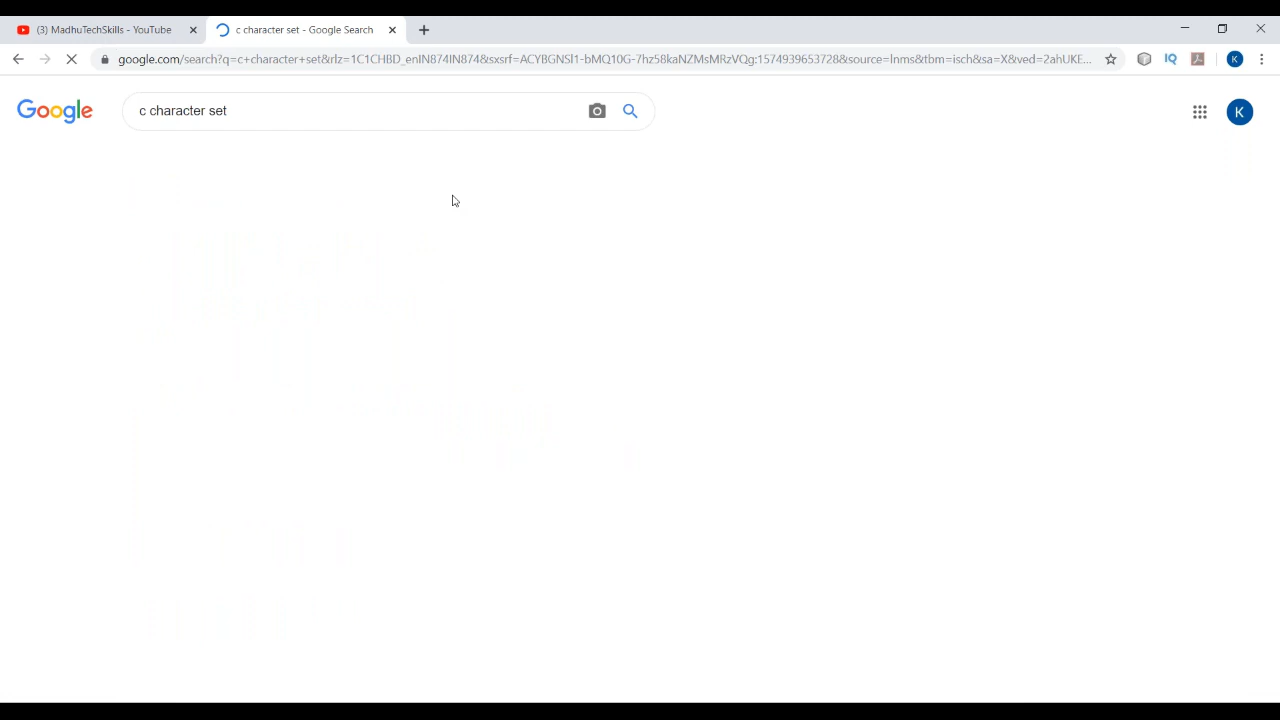 (3) MadhuTechSkills - YouTube
c character set - Google Search
google.com/search?q=c+character+set&rlz=1C1CHBD_enIN874IN874&sxsrf=ACYBGNSl1-bMQ10G-7hz58kaNZMsMRzVQg:1574939653728&source=lnms&tbm=isch&sa=X&ved=2ahUKE...
IQ
K
Google
c character set
K